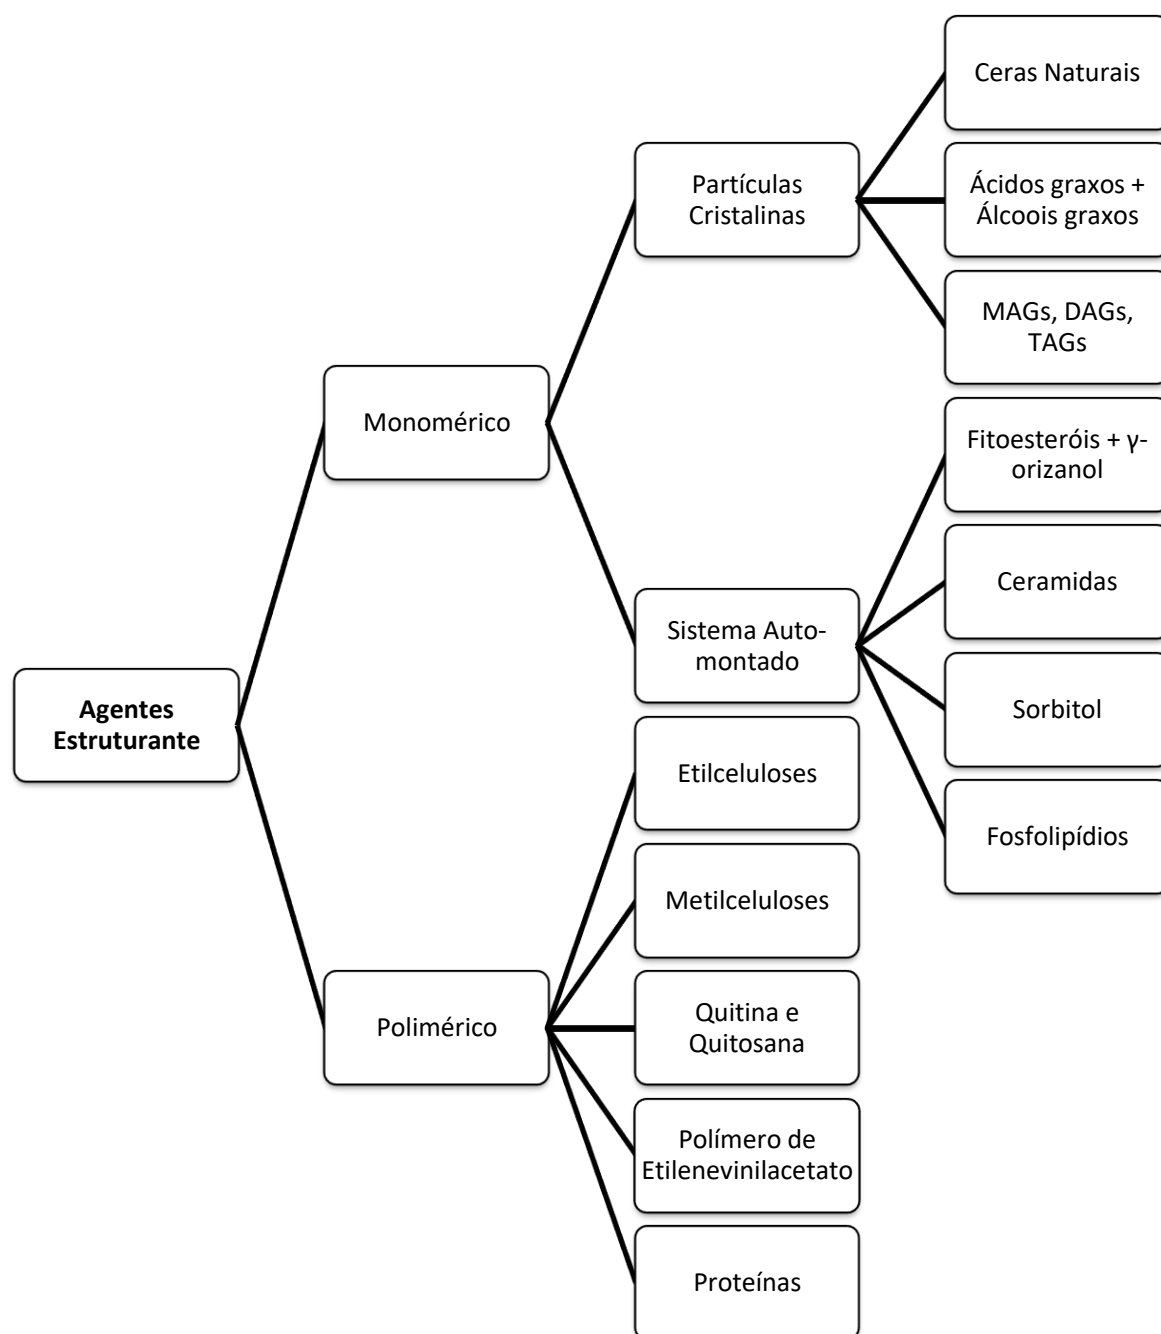 Agentes
Estruturante
Monomérico
Partículas
Cristalinas
Ceras Naturais
Ácidos graxos +
Álcoois graxos
MAGs, DAGs,
TAGs
Sistema Auto-
montado
Fitoesteróis + γ-
orizanol
Ceramidas
Sorbitol
Fosfolipídios
Polimérico
Etilceluloses
Metilceluloses
Quitina e
Quitosana
Polímero de
Etilenevinilacetato
Proteínas